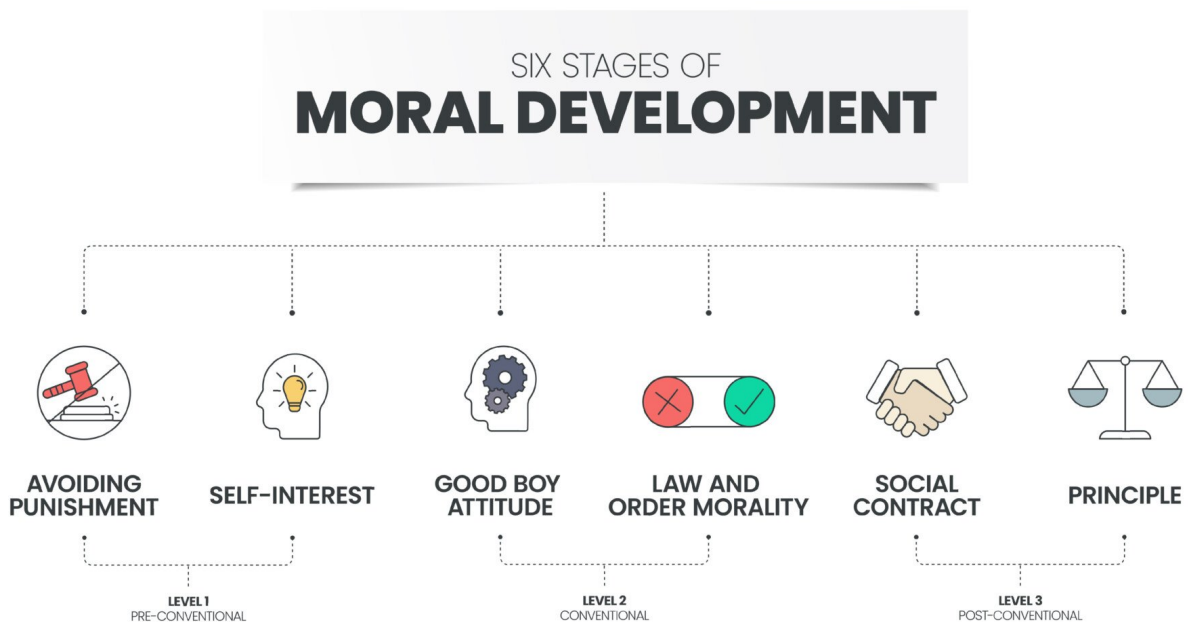 SIX STAGES OF
MORAL DEVELOPMENT
AVOIDING
PUNISHMENT
SELF-INTEREST
GOOD BOY
ATTITUDE
LAW AND
ORDER MORALITY
SOCIAL
CONTRACT
PRINCIPLE
LEVEL 1
PRE-CONVENTIONAL
LEVEL 2
CONVENTIONAL
LEVEL 3
POST-CONVENTIONAL